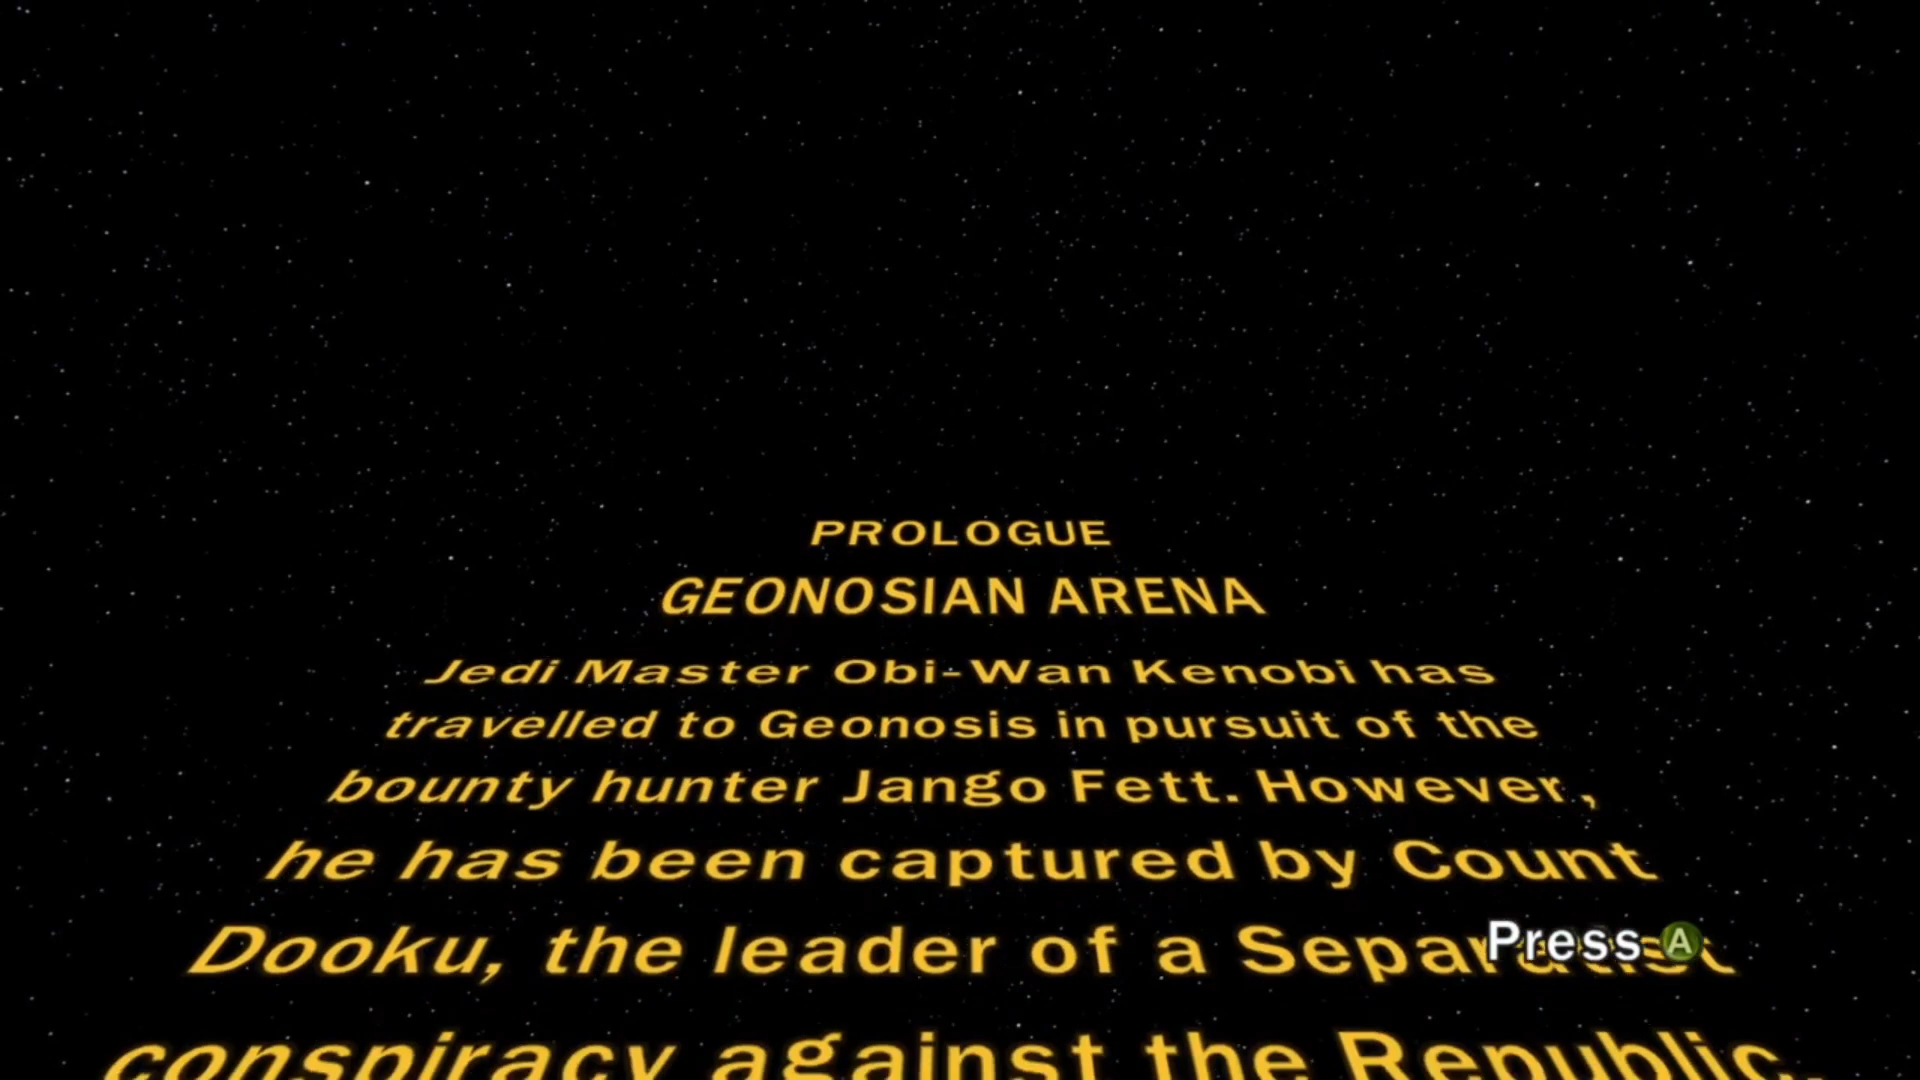 PROLOGUE
GEONOSIAN ARENA
Jedi Master Obi-Wan Kenobi has
travelled to Geonosis in pursuit of the
bounty hunter Jango Fett. However,
he has been captured by Count
Dooku, the leader of a Separatist
Press A
conspiracy against the Republic.